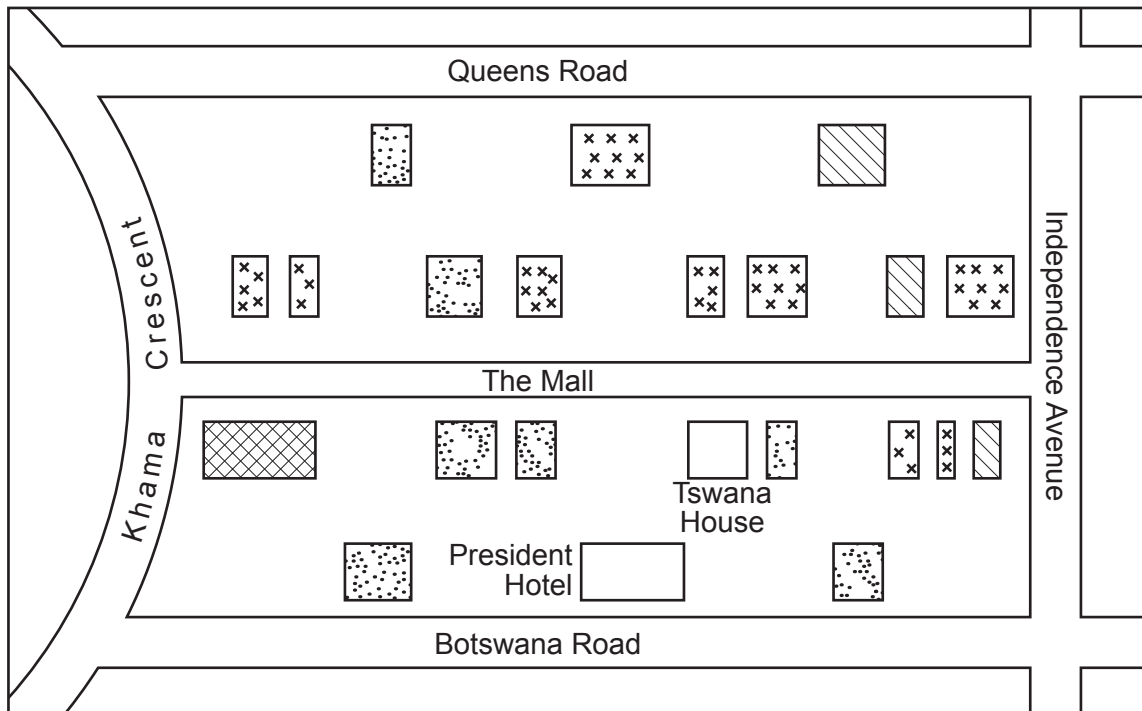 Queens Road
Khama Crescent
Independence Avenue
The Mall
Tswana
House
President
Hotel
Botswana Road